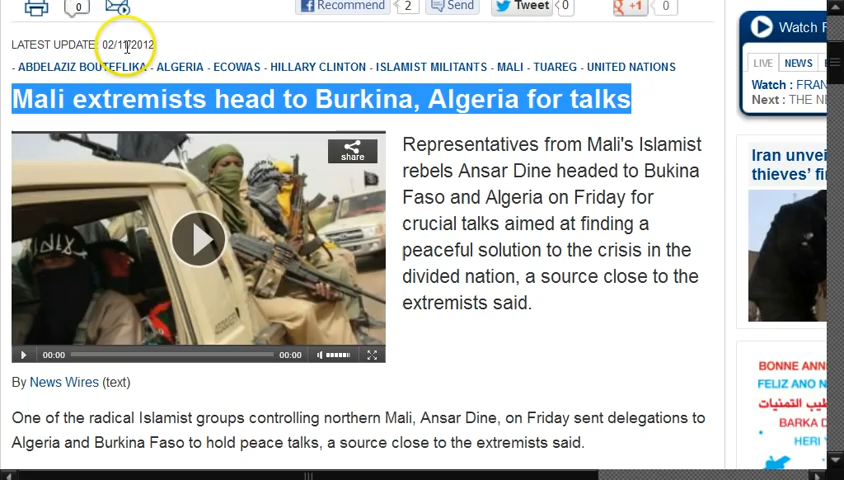 0
Recommend
2
Send
Tweet
0
+1
0
LATEST UPDATE: 02/11/2012
- ABDELAZIZ BOUTEFLIKA - ALGERIA - ECOWAS - HILLARY CLINTON - ISLAMIST MILITANTS - MALI - TUAREG - UNITED NATIONS
Mali extremists head to Burkina, Algeria for talks
share
00:00
00:00
Representatives from Mali's Islamist
rebels Ansar Dine headed to Bukina
Faso and Algeria on Friday for
crucial talks aimed at finding a
peaceful solution to the crisis in the
divided nation, a source close to the
extremists said.
By News Wires (text)
One of the radical Islamist groups controlling northern Mali, Ansar Dine, on Friday sent delegations to
Algeria and Burkina Faso to hold peace talks, a source close to the extremists said.
Watch
LIVE
NEWS
Watch : FRAN
Next : THE NE
Iran unvei
thieves' fi
BONNE ANN
FELIZ ANO N
طيب التمنيات
BARKA D
HERI